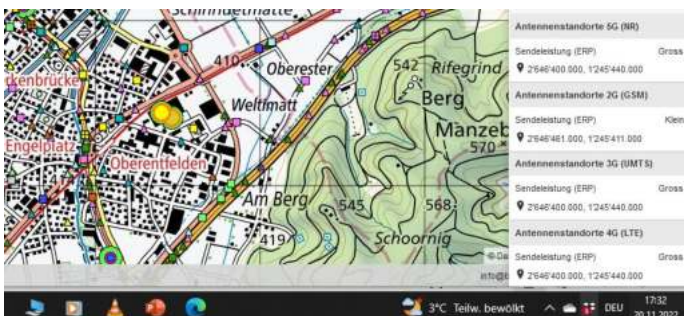 Schinhuetmatte
410
Oberester
542
Rifegrind
ckenbrücke
Weltimatt
Berg
Manzeb
570
Engelplatz
Oberentfelden
Am Berg
545
568
419
Schoornig
© Da
info@b
Antennenstandorte 5G (NR)
Sendeleistung (ERP) Gross
2'646'400.000, 1'245'440.000
Antennenstandorte 2G (GSM)
Sendeleistung (ERP) Klein
2'646'461.000, 1'245'411.000
Antennenstandorte 3G (UMTS)
Sendeleistung (ERP) Gross
2'646'400.000, 1'245'440.000
Antennenstandorte 4G (LTE)
Sendeleistung (ERP) Gross
2'646'400.000, 1'245'440.000
3°C Teilw. bewölkt
DEU
17:32
20.11.2022